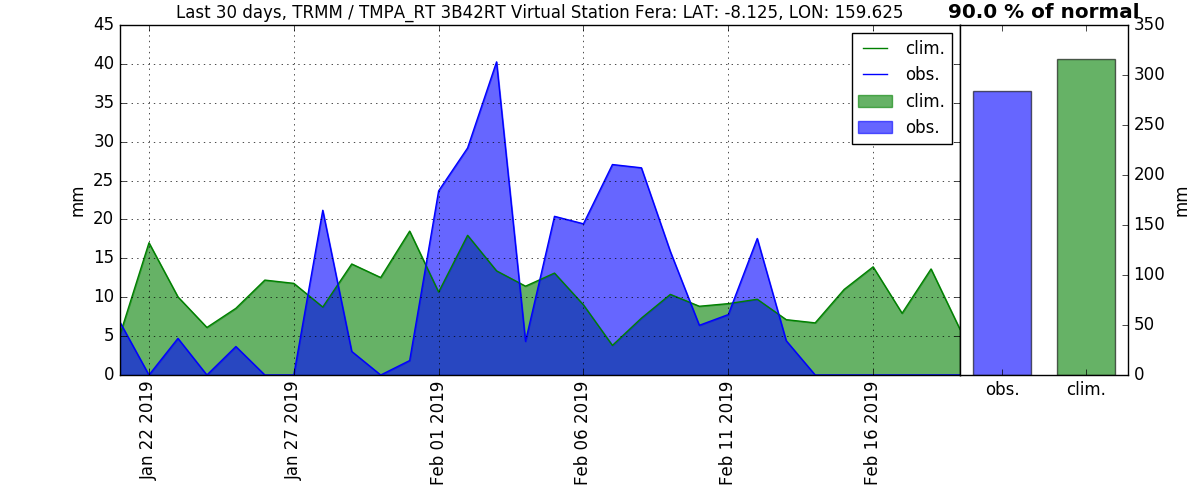 Last 30 days, TRMM / TMPA_RT 3B42RT Virtual Station Fera: LAT: -8.125, LON: 159.625
90.0 % of normal
45
40
35
30
25
20
15
10
5
0
mm
clim.
obs.
clim.
obs.
350
300
250
200
150
100
50
0
mm
obs.
clim.
Jan 22 2019
Jan 27 2019
Feb 01 2019
Feb 06 2019
Feb 11 2019
Feb 16 2019